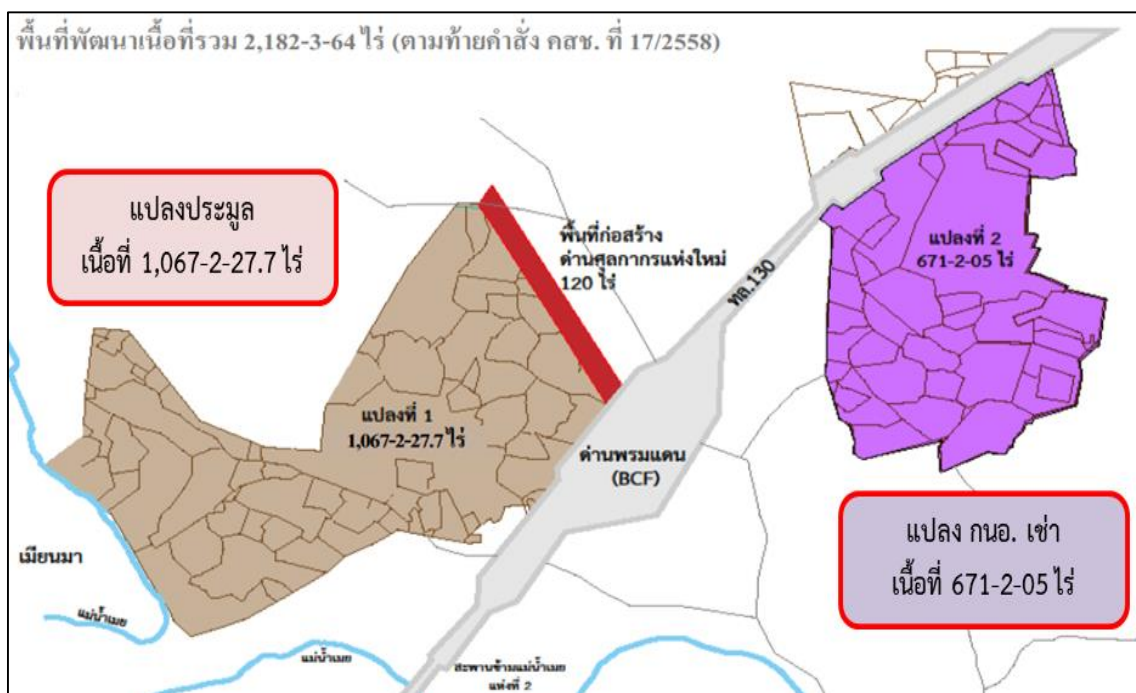 พื้นที่พัฒนาเนื้อที่รวม 2,182-3-64 ไร่ (ตามท้ายคำสั่ง คสช. ที่ 17/2558)
แปลงประมูล
เนื้อที่ 1,067-2-27.7 ไร่
พื้นที่ก่อสร้าง
ด่านศุลกากรแห่งใหม่
120 ไร่
ทล.130
แปลงที่ 2
671-2-05 ไร่
แปลงที่ 1
1,067-2-27.7 ไร่
ด่านพรมแดน
(BCF)
แปลง กนอ. เช่า
เนื้อที่ 671-2-05 ไร่
เมียนมา
แม่น้ำเมย
แม่น้ำเมย
สะพานข้ามแม่น้ำเมย
แห่งที่ 2